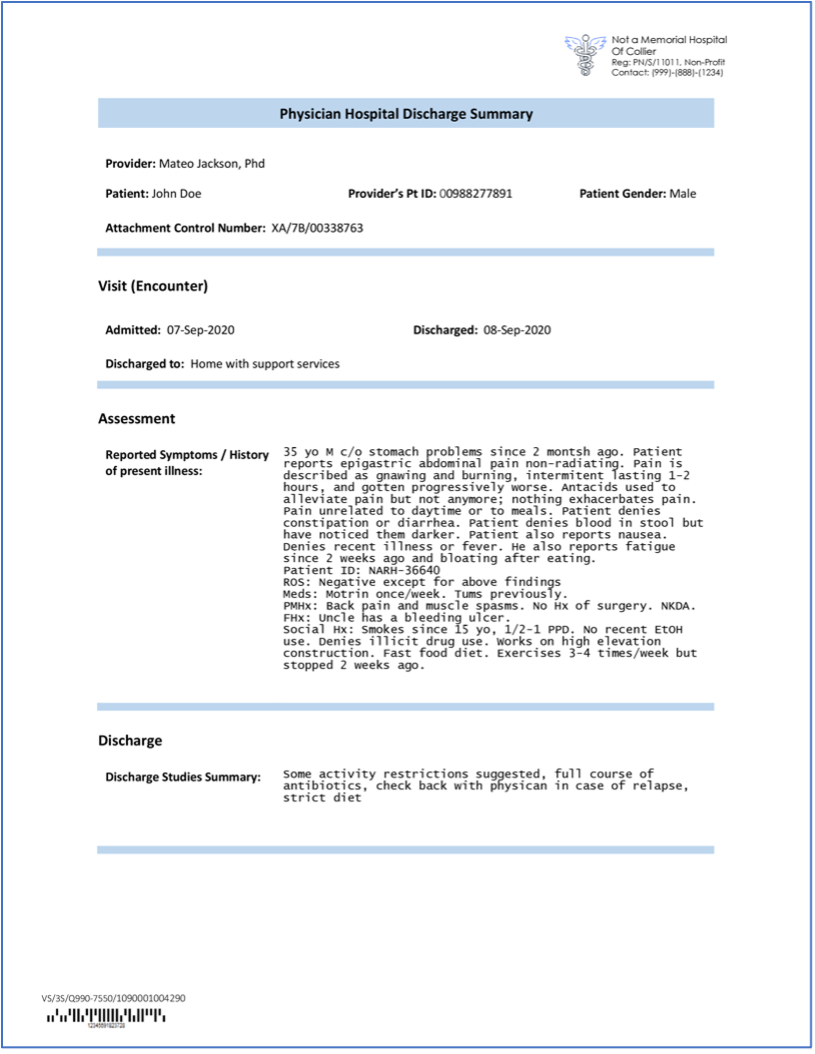 Not a Memorial Hospital
Of Collier
Reg: PN/S/11011, Non-Profit
Contact: (999)-(888)-(1234)
Physician Hospital Discharge Summary
Provider: Mateo Jackson, Phd
Patient: John Doe Provider's Pt ID: 00988277891 Patient Gender: Male
Attachment Control Number: XA/7B/00338763
Visit (Encounter)
Admitted: 07-Sep-2020 Discharged: 08-Sep-2020
Discharged to: Home with support services
Assessment
Reported Symptoms / History
of present illness:
35 yo M c/o stomach problems since 2 montsh ago. Patient
reports epigastric abdominal pain non-radiating. Pain is
described as gnawing and burning, intermitent lasting 1-2
hours, and gotten progressively worse. Antacids used to
alleviate pain but not anymore; nothing exhacerbates pain.
Pain unrelated to daytime or to meals. Patient denies
constipation or diarrhea. Patient denies blood in stool but
have noticed them darker. Patient also reports nausea.
Denies recent illness or fever. He also reports fatigue
since 2 weeks ago and bloating after eating.
Patient ID: NARH-36640
ROS: Negative except for above findings
Meds: Motrin once/week. Tums previously.
PMHx: Back pain and muscle spasms. No Hx of surgery. NKDA.
FHx: Uncle has a bleeding ulcer.
Social Hx: Smokes since 15 yo, 1/2-1 PPD. No recent EtOH
use. Denies illicit drug use. Works on high elevation
construction. Fast food diet. Exercises 3-4 times/week but
stopped 2 weeks ago.
Discharge
Discharge Studies Summary:
Some activity restrictions suggested, full course of
antibiotics, check back with physican in case of relapse,
strict diet
VS/3S/Q990-7550/1090001004290